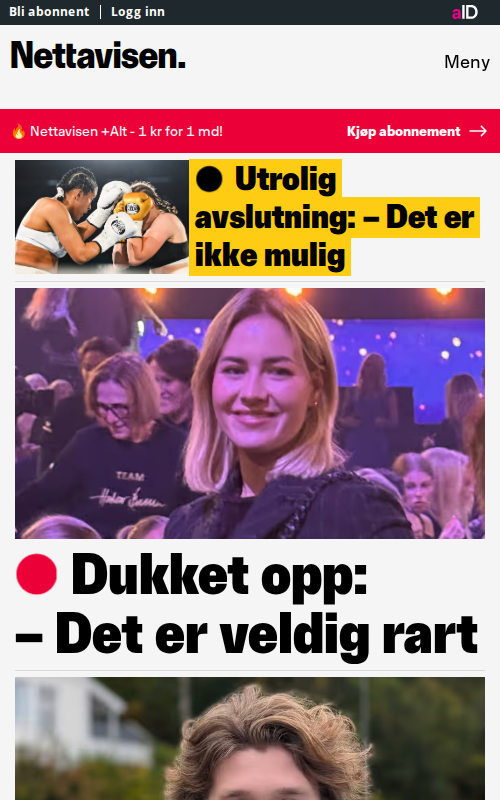 Bli abonnent | Logg inn
aID
Nettavisen.
Meny
🔥 Nettavisen +Alt - 1 kr for 1 md!
Kjøp abonnement →
Utrolig
avslutning: – Det er
ikke mulig
TEAM
Dukket opp:
– Det er veldig rart